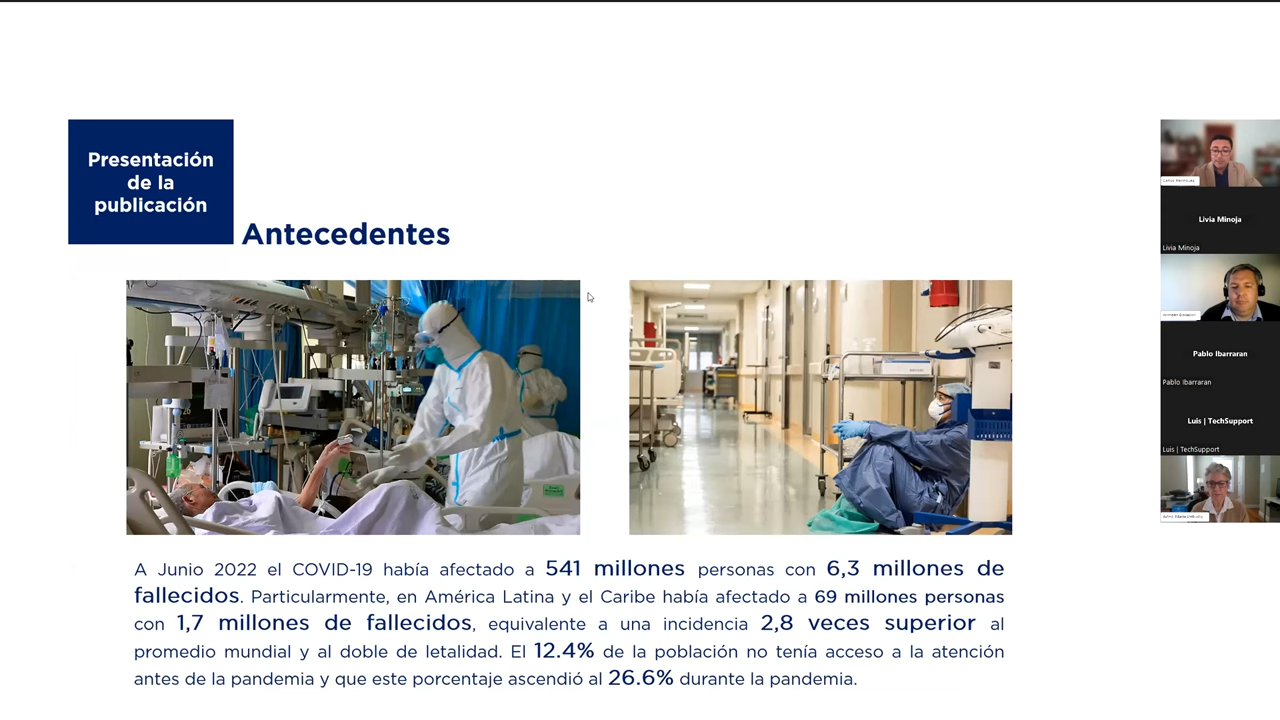 Presentación
de la
publicación
Antecedentes
A Junio 2022 el COVID-19 había afectado a 541 millones personas con 6,3 millones de
fallecidos. Particularmente, en América Latina y el Caribe había afectado a 69 millones personas
con 1,7 millones de fallecidos, equivalente a una incidencia 2,8 veces superior al
promedio mundial y al doble de letalidad. El 12.4% de la población no tenía acceso a la atención
antes de la pandemia y que este porcentaje ascendió al 26.6% durante la pandemia.
Livia Minoja
Livia Minoja
Pablo Ibarraran
Pablo Ibarraran
Luis | TechSupport
Luis | TechSupport